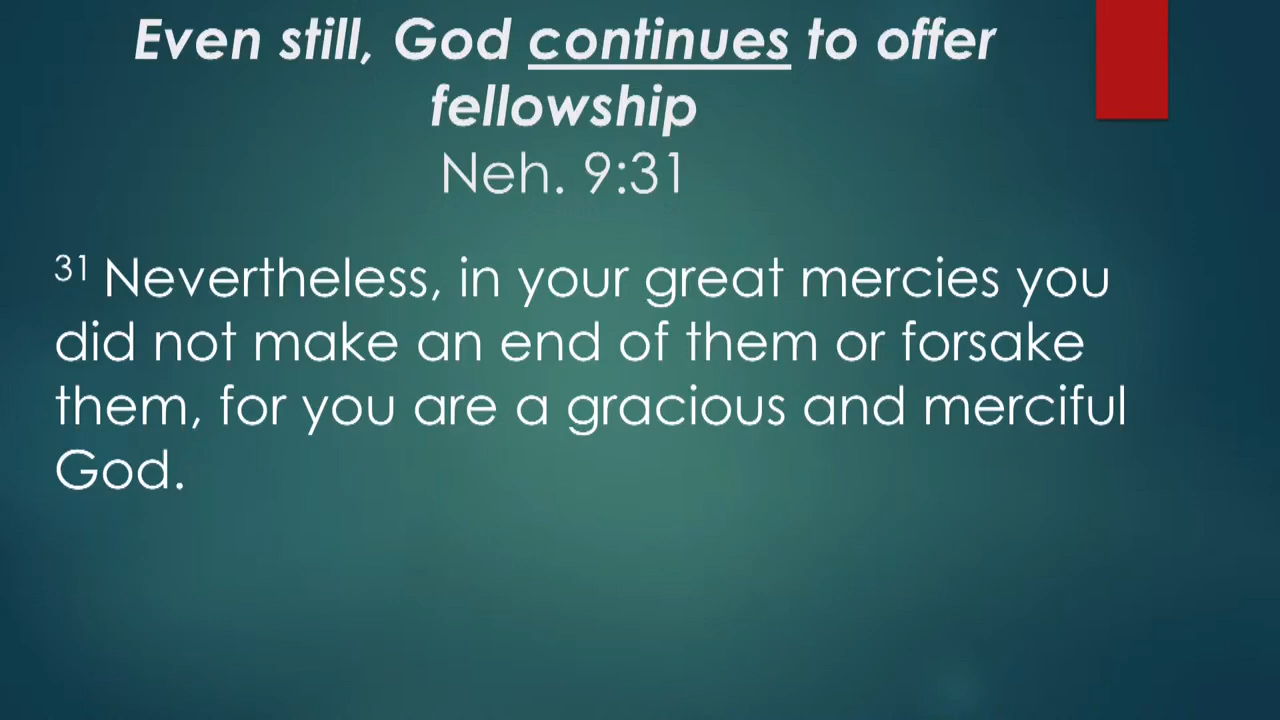 Even still, God continues to offer
fellowship
Neh. 9:31
31 Nevertheless, in your great mercies you
did not make an end of them or forsake
them, for you are a gracious and merciful
God.